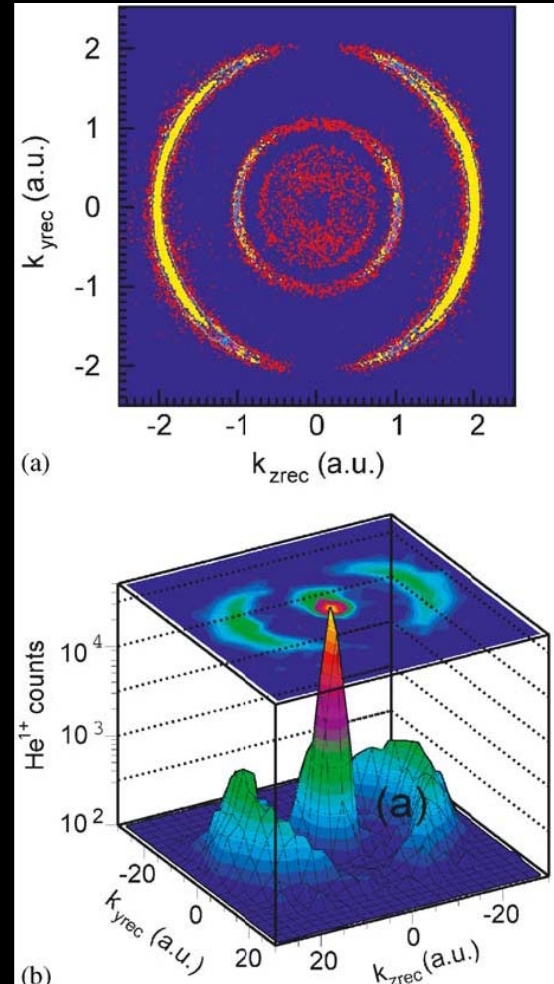 2
1
0
-1
-2
k_yrec (a.u.)
-2 -1 0 1 2
k_zrec (a.u.)
(a)
He^1+ counts
10^4
10^3
10^2
(a)
-20
0
20
k_yrec (a.u.)
20
0
-20
k_zrec (a.u.)
(b)